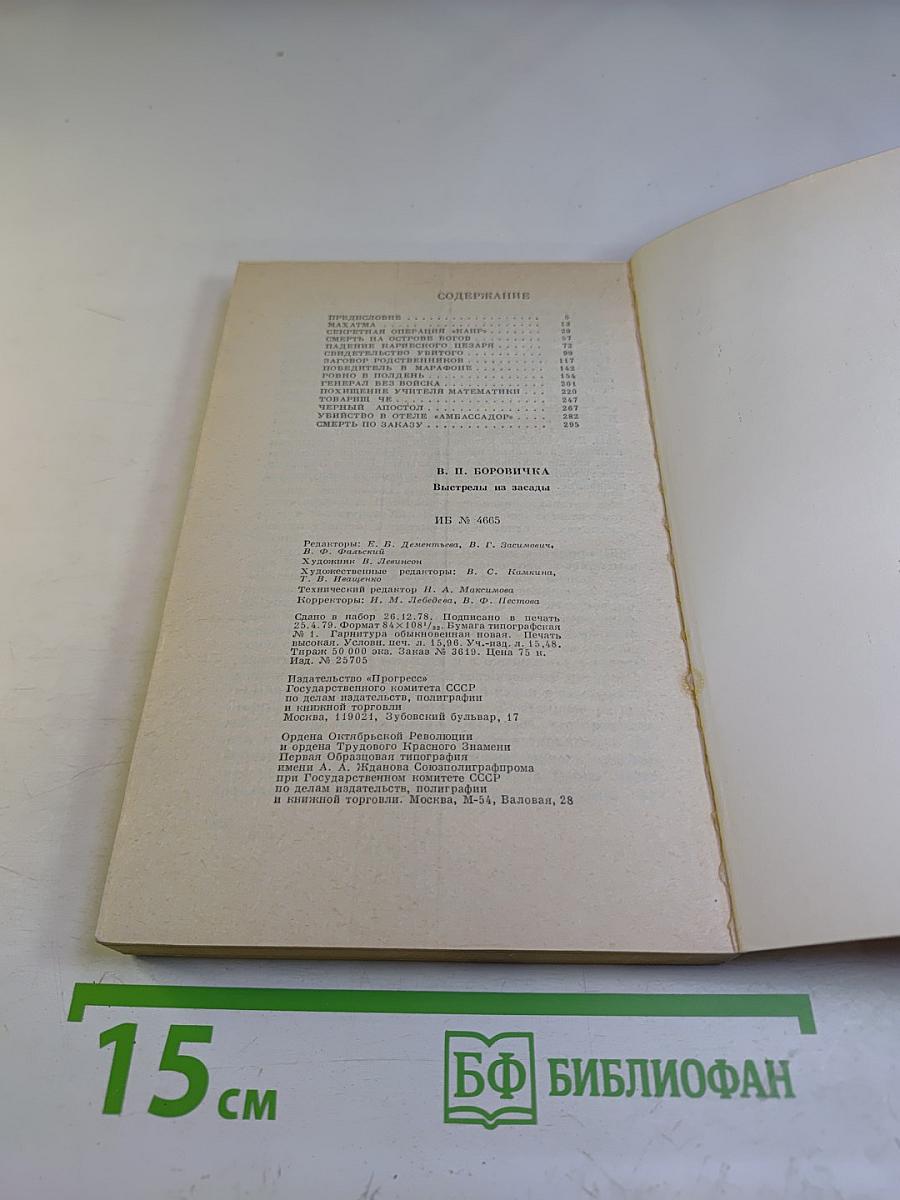 СОДЕРЖАНИЕ
ПРЕДИСЛОВИЕ . . . . . . . . . . . . . . . . . 5
МАХАТМА . . . . . . . . . . . . . . . . . . . 13
СЕКРЕТНАЯ ОПЕРАЦИЯ «КАИР» . . . . . . 29
СМЕРТЬ НА ОСТРОВЕ БОГОВ . . . . . . . . 57
ПАДЕНИЕ КАРИБСКОГО ЦЕЗАРЯ . . . . . 73
СВИДЕТЕЛЬСТВО УБИТОГО . . . . . . . . . 99
ЗАГОВОР РОДСТВЕННИКОВ . . . . . . . . . 117
ПОБЕДИТЕЛЬ В МАРАФОНЕ . . . . . . . . 142
РОВНО В ПОЛДЕНЬ . . . . . . . . . . . . . . 154
ГЕНЕРАЛ БЕЗ ВОЙСКА . . . . . . . . . . . . 201
ПОХИЩЕНИЕ УЧИТЕЛЯ МАТЕМАТИКИ . . . 229
ТОВАРИЩ ЧЕ . . . . . . . . . . . . . . . . . 247
ЧЕРНЫЙ АПОСТОЛ . . . . . . . . . . . . . . 267
УБИЙСТВО В ОТЕЛЕ «АМБАССАДОР» . . . . 282
СМЕРТЬ ПО ЗАКАЗУ . . . . . . . . . . . . . . 295
В. П. БОРОВИЧКА
Выстрелы из засады
ИБ № 4665
Редакторы: Е. Б. Дементьева, В. Г. Засимович,
В. Ф. Фальский
Художник В. Левинсон
Художественные редакторы: В. С. Камкина,
Т. В. Иващенко
Технический редактор Н. А. Максимова
Корректоры: И. М. Лебедева, В. Ф. Пестова
Сдано в набор 26.12.78. Подписано в печать
25.4.79. Формат 84×108¹/₃₂. Бумага типографская
№ 1. Гарнитура обыкновенная новая. Печать
высокая. Условн. печ. л. 15,96. Уч.-изд. л. 15,48.
Тираж 50 000 экз. Заказ № 3619. Цена 75 к.
Изд. № 25705
Издательство «Прогресс»
Государственного комитета СССР
по делам издательств, полиграфии
и книжной торговли
Москва, 119021, Зубовский бульвар, 17
Ордена Октябрьской Революции
и ордена Трудового Красного Знамени
Первая Образцовая типография
имени А. А. Жданова Союзполиграфпрома
при Государственном комитете СССР
по делам издательств, полиграфии
и книжной торговли. Москва, М-54, Валовая, 28
15 см
БФ БИБЛИОФАН